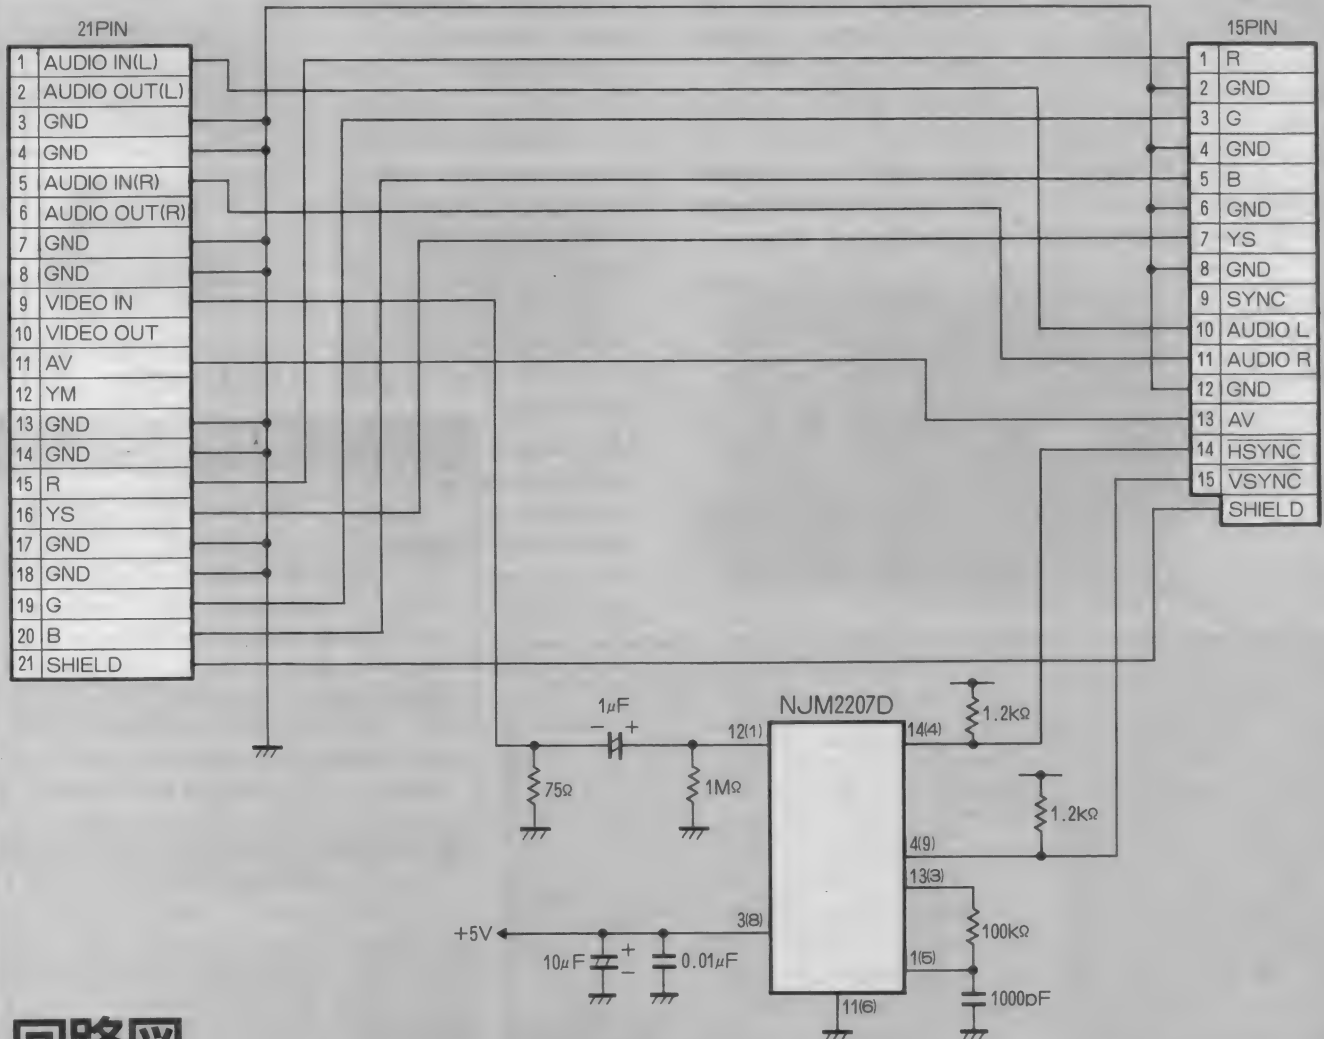 21PIN
1 AUDIO IN(L)
2 AUDIO OUT(L)
3 GND
4 GND
5 AUDIO IN(R)
6 AUDIO OUT(R)
7 GND
8 GND
9 VIDEO IN
10 VIDEO OUT
11 AV
12 YM
13 GND
14 GND
15 R
16 YS
17 GND
18 GND
19 G
20 B
21 SHIELD
15PIN
1 R
2 GND
3 G
4 GND
5 B
6 GND
7 YS
8 GND
9 SYNC
10 AUDIO L
11 AUDIO R
12 GND
13 AV
14 HSYNC
15 VSYNC
SHIELD
1μF
− +
75Ω
1MΩ
NJM2207D
12(1)
14(4)
1.2kΩ
1.2kΩ
4(9)
13(3)
100kΩ
1(5)
1000pF
3(8)
+5V
10μF
+
−
0.01μF
11(6)
回路図